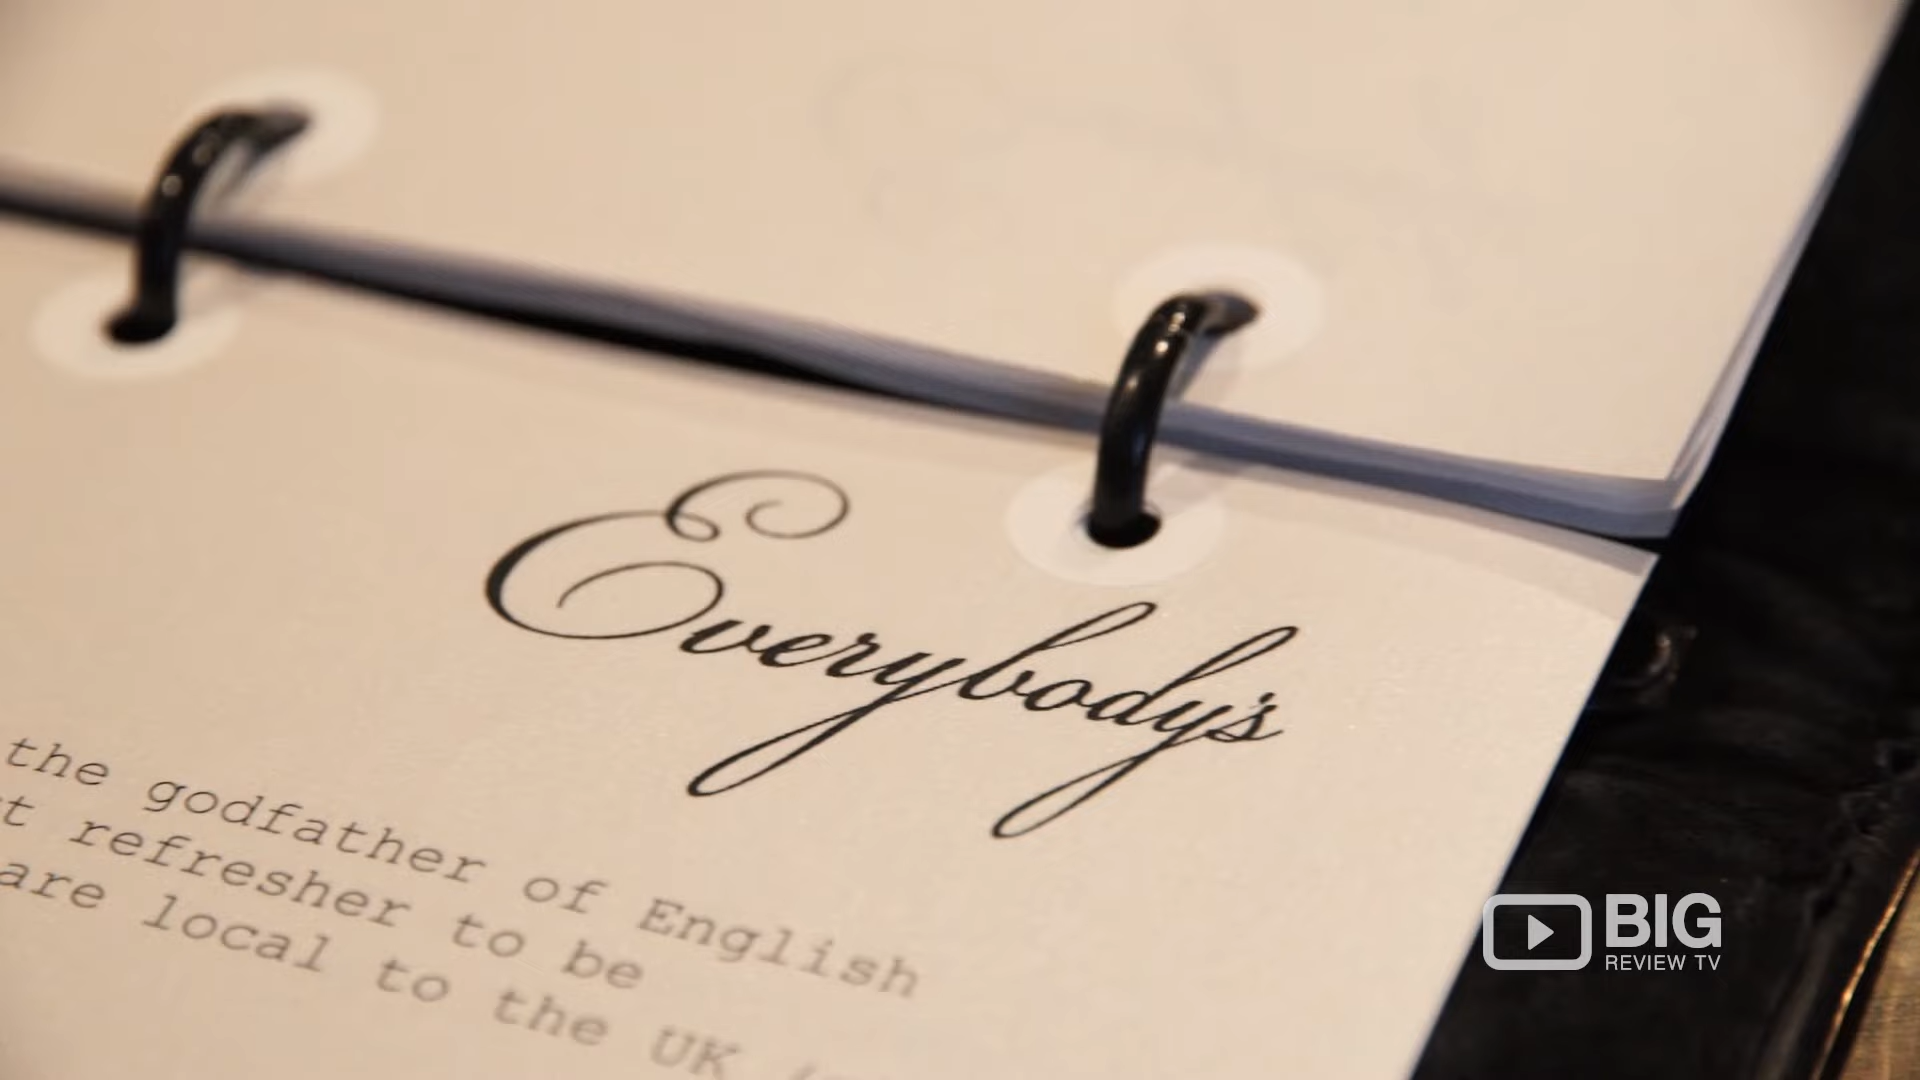 Everybody's
the godfather of English
refresher to be
are local to the UK
BIG
REVIEW TV